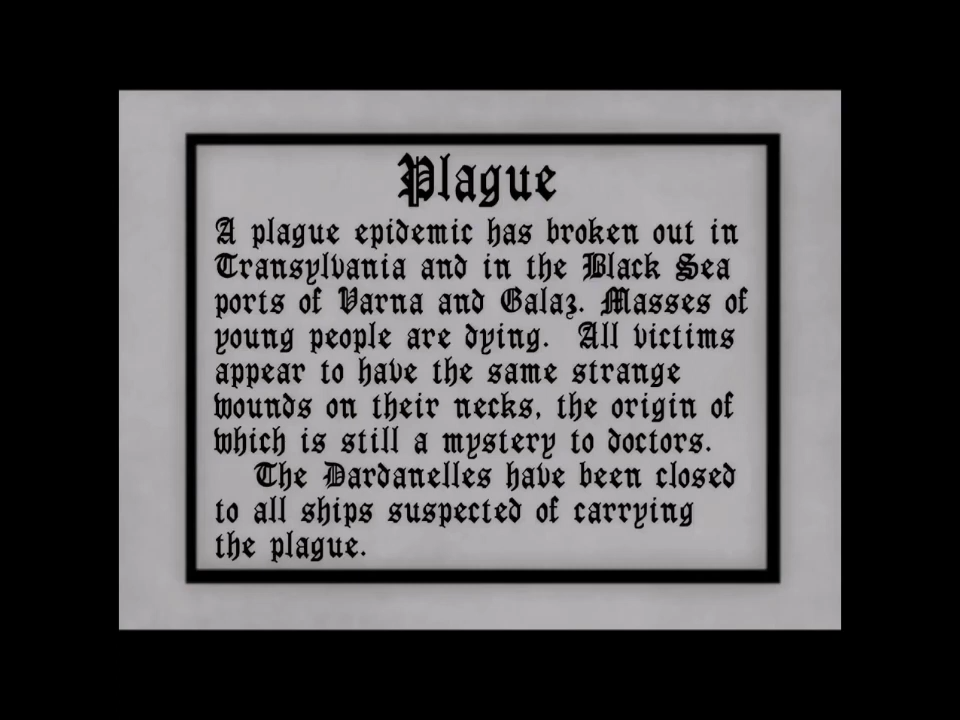 Plague
A plague epidemic has broken out in
Transylvania and in the Black Sea
ports of Varna and Galaz. Masses of
young people are dying. All victims
appear to have the same strange
wounds on their necks, the origin of
which is still a mystery to doctors.
The Dardanelles have been closed
to all ships suspected of carrying
the plague.